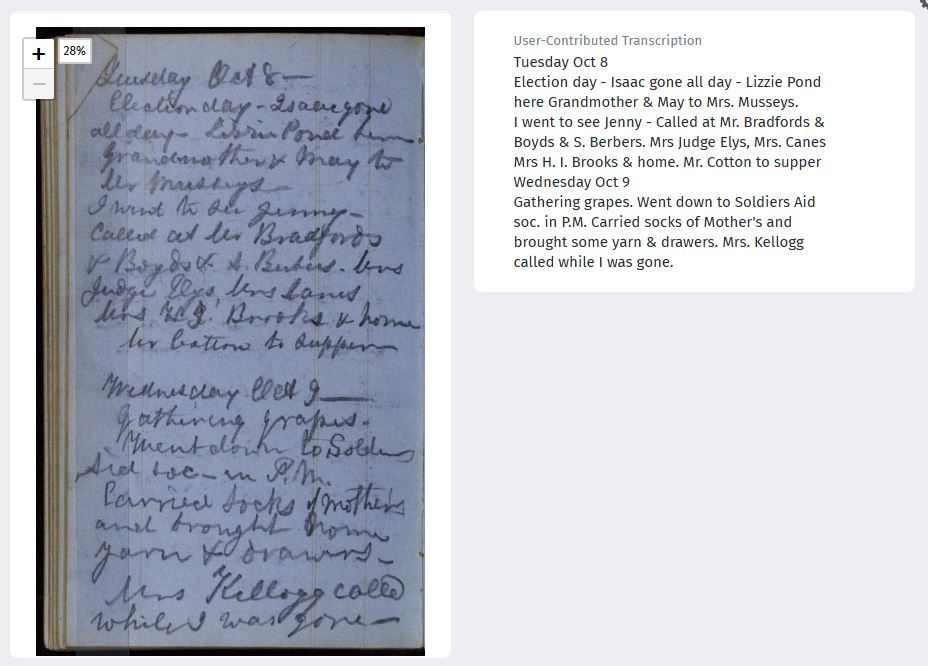 +
28%
−
Tuesday Oct 8—
Election day - Isaac gone
all day - Lizzie Pond here.
Grandmother & May to
Mr Musseys—
I went to see Jenny—
Called at Mr Bradfords
& Boyds & S. Berbers. Mrs
Judge Elys, Mrs Canes
Mrs H. I. Brooks & home
Mr Cotton to supper—
Wednesday Oct 9—
Gathering grapes.
Went down to Soldiers
Aid soc— in P.M.
Carried socks of Mothers
and brought home
yarn & drawers—
Mrs Kellogg called
while I was gone—
User-Contributed Transcription
Tuesday Oct 8
Election day - Isaac gone all day - Lizzie Pond
here Grandmother & May to Mrs. Musseys.
I went to see Jenny - Called at Mr. Bradfords &
Boyds & S. Berbers. Mrs Judge Elys, Mrs. Canes
Mrs H. I. Brooks & home. Mr. Cotton to supper
Wednesday Oct 9
Gathering grapes. Went down to Soldiers Aid
soc. in P.M. Carried socks of Mother's and
brought some yarn & drawers. Mrs. Kellogg
called while I was gone.